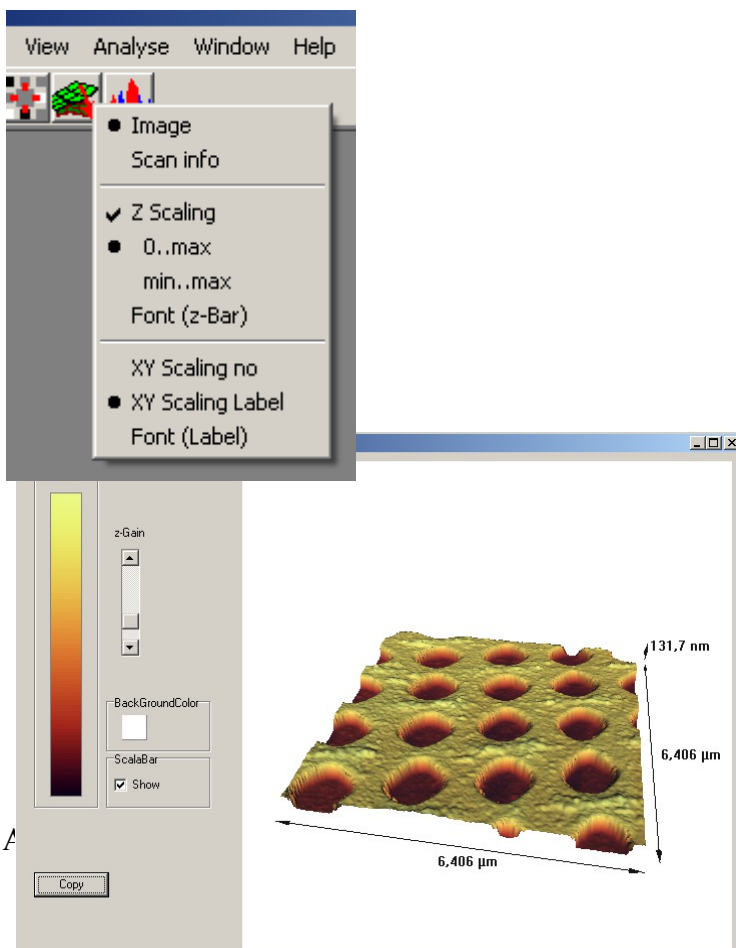 View Analyse Window Help
Image
Scan info
Z Scaling
0..max
min..max
Font (z-Bar)
XY Scaling no
XY Scaling Label
Font (Label)
z-Gain
BackGroundColor
ScalaBar
Show
Copy
131,7 nm
6,406 µm
6,406 µm